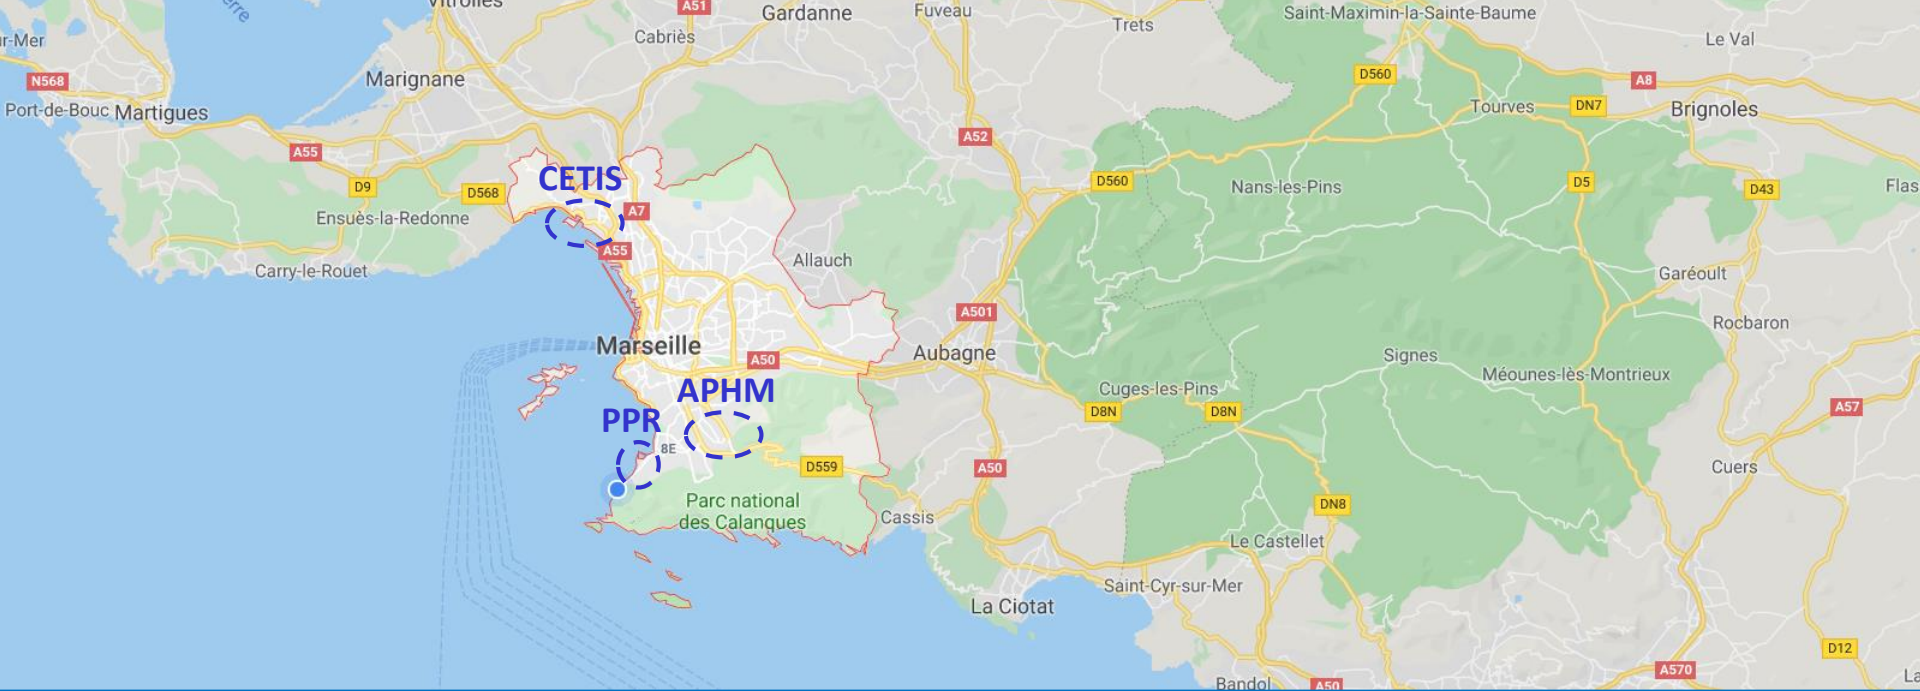 Vitrolles
A51
Gardanne
Fuveau
Trets
Saint-Maximin-la-Sainte-Baume
Le Val
r-Mer
Cabriès
N568
Marignane
D560
A8
Port-de-Bouc
Martigues
Tourves
DN7
Brignoles
A55
A52
CETIS
D9
D568
D560
Nans-les-Pins
D5
D43
Flas
Ensuès-la-Redonne
A7
A55
Carry-le-Rouet
Allauch
Garéoult
A501
Rocbaron
Marseille
A50
Aubagne
Signes
Méounes-lès-Montrieux
APHM
Cuges-les-Pins
PPR
D8N
D8N
A57
8E
D559
A50
Cuers
Parc national
des Calanques
Cassis
DN8
Le Castellet
Saint-Cyr-sur-Mer
La Ciotat
D12
A570
Bandol
A50
La